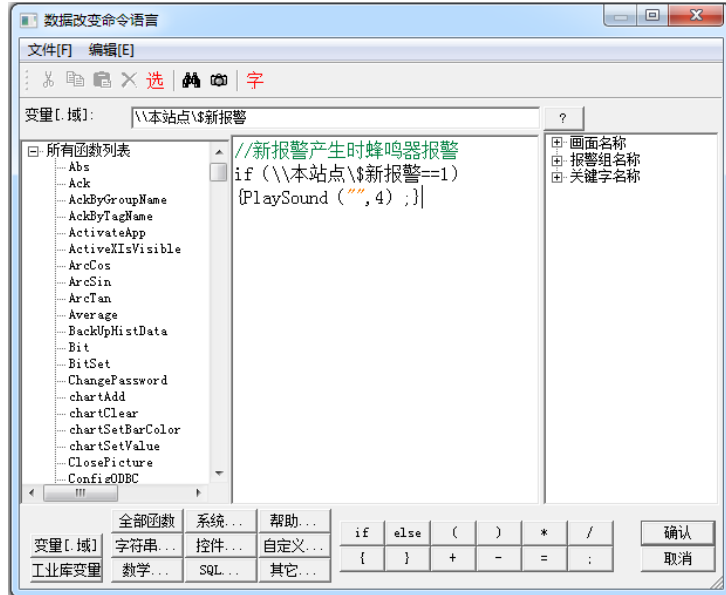 数据改变命令语言
文件[F] 编辑[E]
选 字
变量[.域]: \\本站点\$新报警 ?
所有函数列表
Abs
Ack
AckByGroupName
AckByTagName
ActivateApp
ActiveXIsVisible
ArcCos
ArcSin
ArcTan
Average
BackUpHistData
Bit
BitSet
ChangePassword
chartAdd
chartClear
chartSetBarColor
chartSetValue
ClosePicture
ConfigODBC
//新报警产生时蜂鸣器报警
if(\\本站点\$新报警==1)
{PlaySound("",4);}
画面名称
报警组名称
关键字名称
全部函数 系统... 帮助...
变量[.域] 字符串... 控件... 自定义...
工业库变量 数学... SQL... 其它...
if else ( ) * /
{ } + - = ;
确认
取消